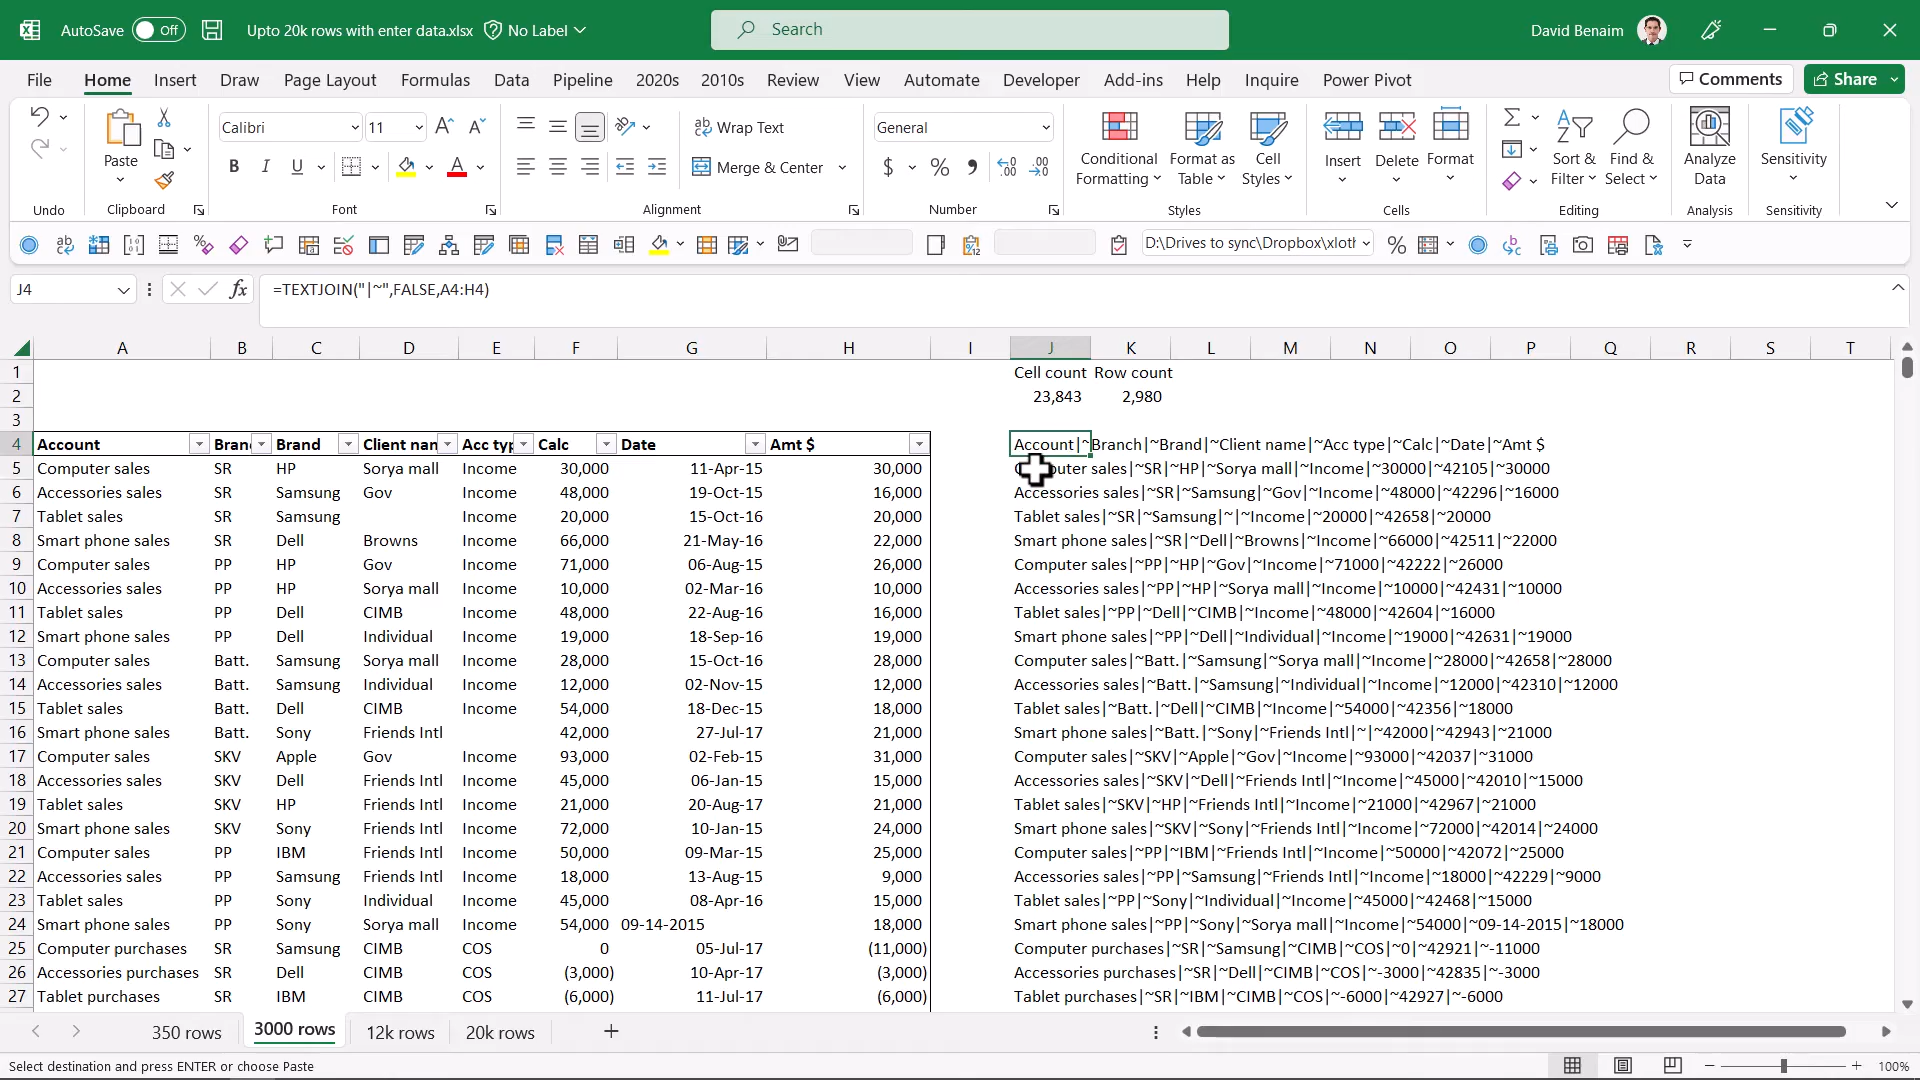 AutoSave Off Upto 20k rows with enter data.xlsx No Label Search David Benaim
File Home Insert Draw Page Layout Formulas Data Pipeline 2020s 2010s Review View Automate Developer Add-ins Help Inquire Power Pivot Comments Share
Calibri 11 Wrap Text General
Paste Merge & Center Conditional Formatting Format as Table Cell Styles Insert Delete Format Sort & Filter Find & Select Analyze Data Sensitivity
Undo Clipboard Font Alignment Number Styles Cells Editing Analysis Sensitivity
D:\Drives to sync\Dropbox\xloth
J4 fx =TEXTJOIN("|~",FALSE,A4:H4)
A B C D E F G H I J K L M N O P Q R S T
1 Cell count Row count
2 23,843 2,980
3
4 Account Branc Brand Client nam Acc typ Calc Date Amt $ Account|~Branch|~Brand|~Client name|~Acc type|~Calc|~Date|~Amt $
5 Computer sales SR HP Sorya mall Income 30,000 11-Apr-15 30,000 Computer sales|~SR|~HP|~Sorya mall|~Income|~30000|~42105|~30000
6 Accessories sales SR Samsung Gov Income 48,000 19-Oct-15 16,000 Accessories sales|~SR|~Samsung|~Gov|~Income|~48000|~42296|~16000
7 Tablet sales SR Samsung Income 20,000 15-Oct-16 20,000 Tablet sales|~SR|~Samsung|~|~Income|~20000|~42658|~20000
8 Smart phone sales SR Dell Browns Income 66,000 21-May-16 22,000 Smart phone sales|~SR|~Dell|~Browns|~Income|~66000|~42511|~22000
9 Computer sales PP HP Gov Income 71,000 06-Aug-15 26,000 Computer sales|~PP|~HP|~Gov|~Income|~71000|~42222|~26000
10 Accessories sales PP HP Sorya mall Income 10,000 02-Mar-16 10,000 Accessories sales|~PP|~HP|~Sorya mall|~Income|~10000|~42431|~10000
11 Tablet sales PP Dell CIMB Income 48,000 22-Aug-16 16,000 Tablet sales|~PP|~Dell|~CIMB|~Income|~48000|~42604|~16000
12 Smart phone sales PP Dell Individual Income 19,000 18-Sep-16 19,000 Smart phone sales|~PP|~Dell|~Individual|~Income|~19000|~42631|~19000
13 Computer sales Batt. Samsung Sorya mall Income 28,000 15-Oct-16 28,000 Computer sales|~Batt.|~Samsung|~Sorya mall|~Income|~28000|~42658|~28000
14 Accessories sales Batt. Samsung Individual Income 12,000 02-Nov-15 12,000 Accessories sales|~Batt.|~Samsung|~Individual|~Income|~12000|~42310|~12000
15 Tablet sales Batt. Dell CIMB Income 54,000 18-Dec-15 18,000 Tablet sales|~Batt.|~Dell|~CIMB|~Income|~54000|~42356|~18000
16 Smart phone sales Batt. Sony Friends Intl 42,000 27-Jul-17 21,000 Smart phone sales|~Batt.|~Sony|~Friends Intl|~|~42000|~42943|~21000
17 Computer sales SKV Apple Gov Income 93,000 02-Feb-15 31,000 Computer sales|~SKV|~Apple|~Gov|~Income|~93000|~42037|~31000
18 Accessories sales SKV Dell Friends Intl Income 45,000 06-Jan-15 15,000 Accessories sales|~SKV|~Dell|~Friends Intl|~Income|~45000|~42010|~15000
19 Tablet sales SKV HP Friends Intl Income 21,000 20-Aug-17 21,000 Tablet sales|~SKV|~HP|~Friends Intl|~Income|~21000|~42967|~21000
20 Smart phone sales SKV Sony Friends Intl Income 72,000 10-Jan-15 24,000 Smart phone sales|~SKV|~Sony|~Friends Intl|~Income|~72000|~42014|~24000
21 Computer sales PP IBM Friends Intl Income 50,000 09-Mar-15 25,000 Computer sales|~PP|~IBM|~Friends Intl|~Income|~50000|~42072|~25000
22 Accessories sales PP Samsung Friends Intl Income 18,000 13-Aug-15 9,000 Accessories sales|~PP|~Samsung|~Friends Intl|~Income|~18000|~42229|~9000
23 Tablet sales PP Sony Individual Income 45,000 08-Apr-16 15,000 Tablet sales|~PP|~Sony|~Individual|~Income|~45000|~42468|~15000
24 Smart phone sales PP Sony Sorya mall Income 54,000 09-14-2015 18,000 Smart phone sales|~PP|~Sony|~Sorya mall|~Income|~54000|~09-14-2015|~18000
25 Computer purchases SR Samsung CIMB COS 0 05-Jul-17 (11,000) Computer purchases|~SR|~Samsung|~CIMB|~COS|~0|~42921|~-11000
26 Accessories purchases SR Dell CIMB COS (3,000) 10-Apr-17 (3,000) Accessories purchases|~SR|~Dell|~CIMB|~COS|~-3000|~42835|~-3000
27 Tablet purchases SR IBM CIMB COS (6,000) 11-Jul-17 (6,000) Tablet purchases|~SR|~IBM|~CIMB|~COS|~-6000|~42927|~-6000
350 rows 3000 rows 12k rows 20k rows
Select destination and press ENTER or choose Paste 100%